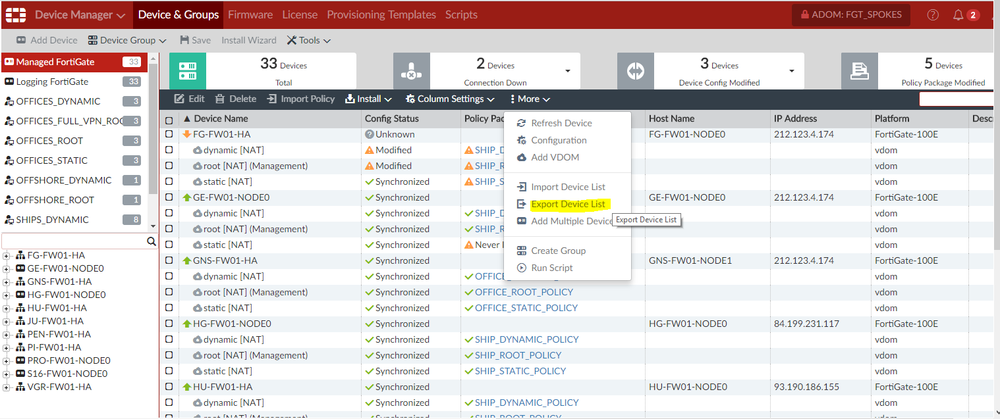 Device Manager Device & Groups Firmware License Provisioning Templates Scripts ADOM: FGT_SPOKES 2
Add Device Device Group Save Install Wizard Tools
Managed FortiGate 33
Logging FortiGate 33
OFFICES_DYNAMIC 3
OFFICES_FULL_VPN_ROO 3
OFFICES_ROOT 3
OFFICES_STATIC 3
OFFSHORE_DYNAMIC 1
OFFSHORE_ROOT 1
SHIPS_DYNAMIC 8
FG-FW01-HA
GE-FW01-NODE0
GNS-FW01-HA
HG-FW01-NODE0
HU-FW01-HA
JU-FW01-HA
PEN-FW01-HA
PI-FW01-HA
PRO-FW01-NODE0
S16-FW01-NODE0
VGR-FW01-HA
33 Devices
Total
2 Devices
Connection Down
3 Devices
Device Config Modified
5 Devices
Policy Package Modified
Edit Delete Import Policy Install Column Settings More
Device Name Config Status Policy Pac Host Name IP Address Platform Descr
FG-FW01-HA Unknown FG-FW01-NODE0 212.123.4.174 FortiGate-100E
dynamic [NAT] Modified SHIP_D vdom
root [NAT] (Management) Modified SHIP_R vdom
static [NAT] Synchronized SHIP_S vdom
GE-FW01-NODE0 Synchronized GE-FW01-NODE0 212.123.4.174 FortiGate-100E
dynamic [NAT] Synchronized SHIP_D vdom
root [NAT] (Management) Synchronized SHIP_R vdom
static [NAT] Synchronized Never vdom
GNS-FW01-HA Synchronized GNS-FW01-NODE1 212.123.4.174 FortiGate-100E
dynamic [NAT] Synchronized OFFICE_ vdom
root [NAT] (Management) Synchronized OFFICE_ROOT_POLICY vdom
static [NAT] Synchronized OFFICE_STATIC_POLICY vdom
HG-FW01-NODE0 Synchronized HG-FW01-NODE0 84.199.231.117 FortiGate-100E
dynamic [NAT] Synchronized SHIP_DYNAMIC_POLICY vdom
root [NAT] (Management) Synchronized SHIP_ROOT_POLICY vdom
static [NAT] Synchronized SHIP_STATIC_POLICY vdom
HU-FW01-HA Synchronized HU-FW01-NODE0 93.190.186.155 FortiGate-100E
dynamic [NAT] Synchronized SHIP_DYNAMIC_POLICY vdom
root [NAT] (Management) Synchronized SHIP_ROOT_POLICY vdom
Refresh Device
Configuration
Add VDOM
Import Device List
Export Device List
Add Multiple Device
Export Device List
Create Group
Run Script